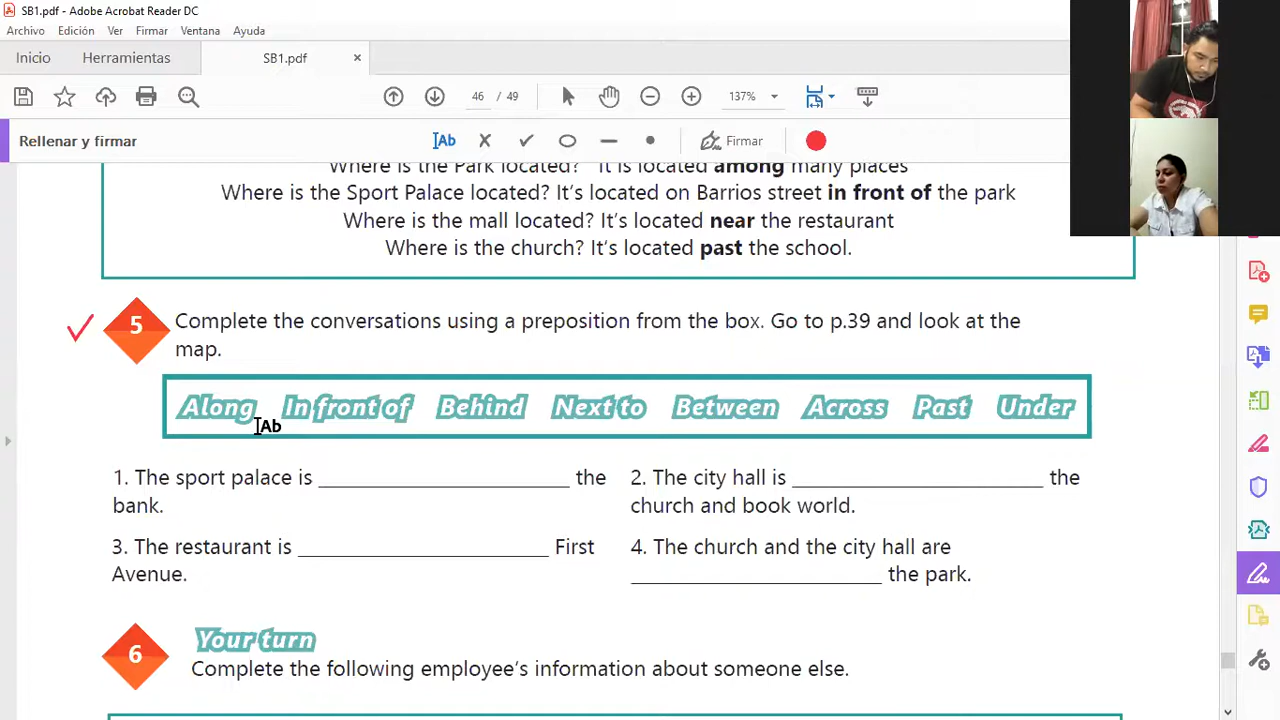 SB1.pdf - Adobe Acrobat Reader DC
Archivo Edición Ver Firmar Ventana Ayuda
Inicio Herramientas SB1.pdf ×
46 / 49 137%
Rellenar y firmar Ab Firmar
Where is the Park located? It is located among many places
Where is the Sport Palace located? It's located on Barrios street in front of the park
Where is the mall located? It's located near the restaurant
Where is the church? It's located past the school.
5 Complete the conversations using a preposition from the box. Go to p.39 and look at the
map.
Along In front of Behind Next to Between Across Past Under
Ab
1. The sport palace is ______________________ the
bank.
2. The city hall is ______________________ the
church and book world.
3. The restaurant is ______________________ First
Avenue.
4. The church and the city hall are
______________________ the park.
6 Your turn
Complete the following employee's information about someone else.